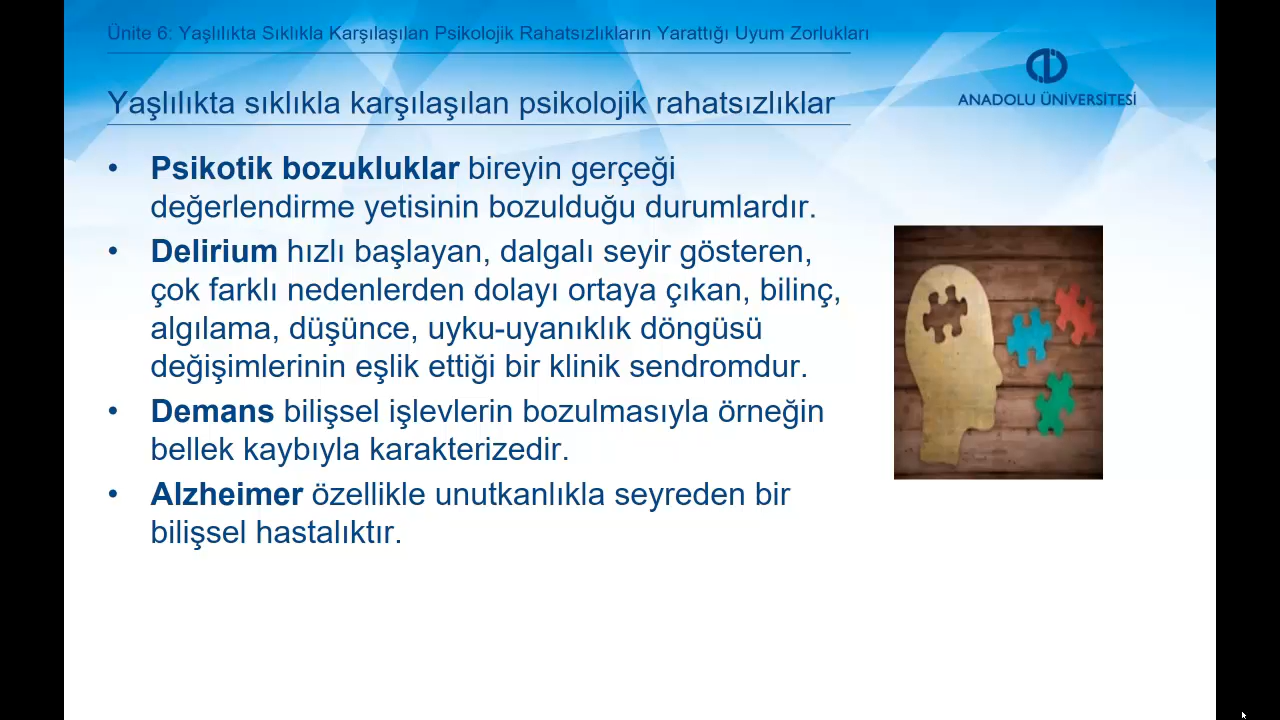 Ünite 6: Yaşlılıkta Sıklıkla Karşılaşılan Psikolojik Rahatsızlıkların Yarattığı Uyum Zorlukları
ANADOLU ÜNİVERSİTESİ
Yaşlılıkta sıklıkla karşılaşılan psikolojik rahatsızlıklar
• Psikotik bozukluklar bireyin gerçeği
değerlendirme yetisinin bozulduğu durumlardır.
• Delirium hızlı başlayan, dalgalı seyir gösteren,
çok farklı nedenlerden dolayı ortaya çıkan, bilinç,
algılama, düşünce, uyku-uyanıklık döngüsü
değişimlerinin eşlik ettiği bir klinik sendromdur.
• Demans bilişsel işlevlerin bozulmasıyla örneğin
bellek kaybıyla karakterizedir.
• Alzheimer özellikle unutkanlıkla seyreden bir
bilişsel hastalıktır.